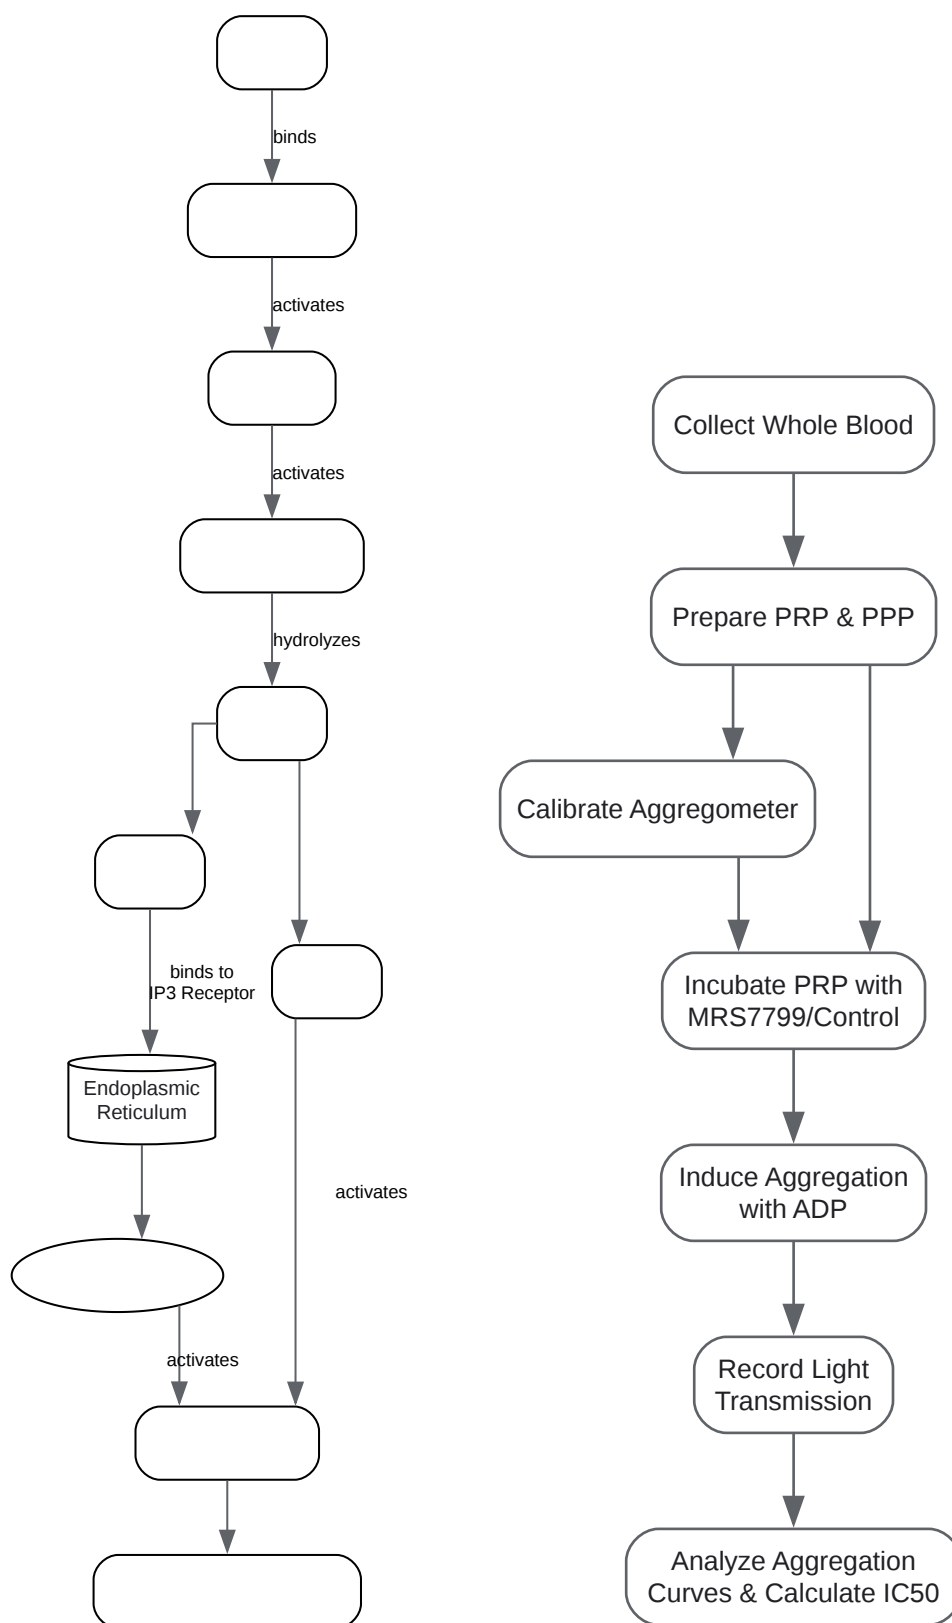 binds
activates
activates
hydrolyzes
binds to
IP3 Receptor
Endoplasmic
Reticulum
activates
activates
Collect Whole Blood
Prepare PRP & PPP
Calibrate Aggregometer
Incubate PRP with
MRS7799/Control
Induce Aggregation
with ADP
Record Light
Transmission
Analyze Aggregation
Curves & Calculate IC50